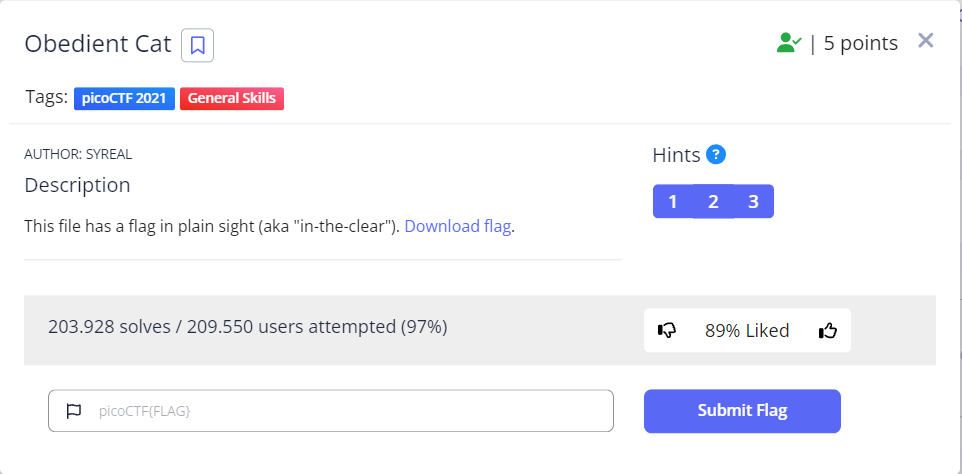 Obedient Cat
| 5 points
Tags: picoCTF 2021 General Skills
AUTHOR: SYREAL
Description
This file has a flag in plain sight (aka "in-the-clear"). Download flag.
Hints ?
1 2 3
203.928 solves / 209.550 users attempted (97%)
89% Liked
picoCTF{FLAG}
Submit Flag